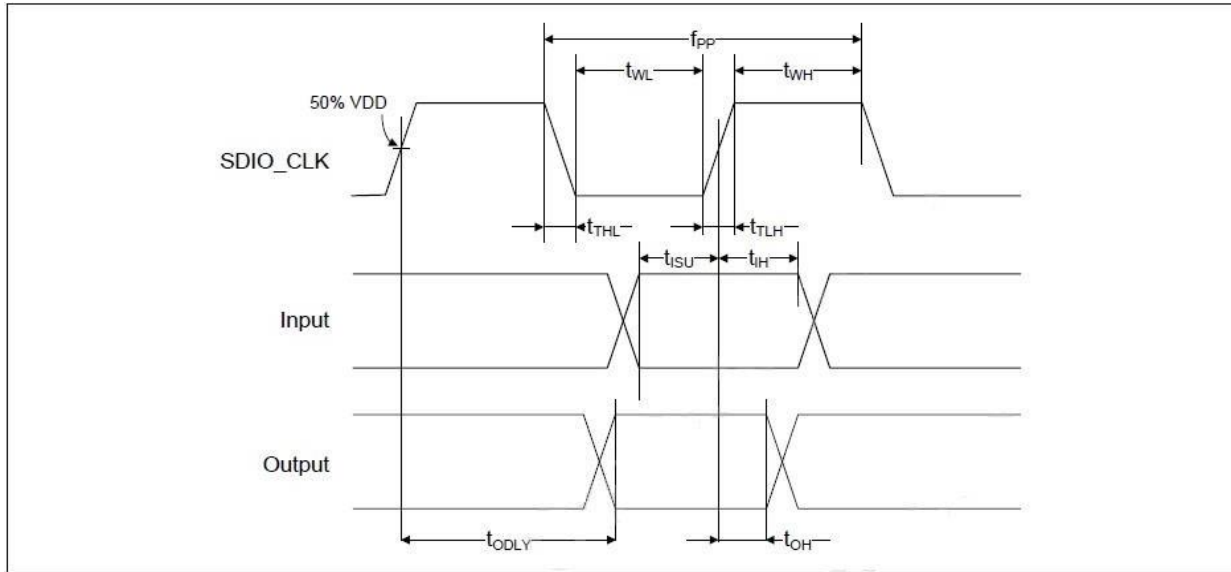 fPP
tWL
tWH
50% VDD
SDIO_CLK
tTHL
tTLH
tISU
tIH
Input
Output
tODLY
tOH